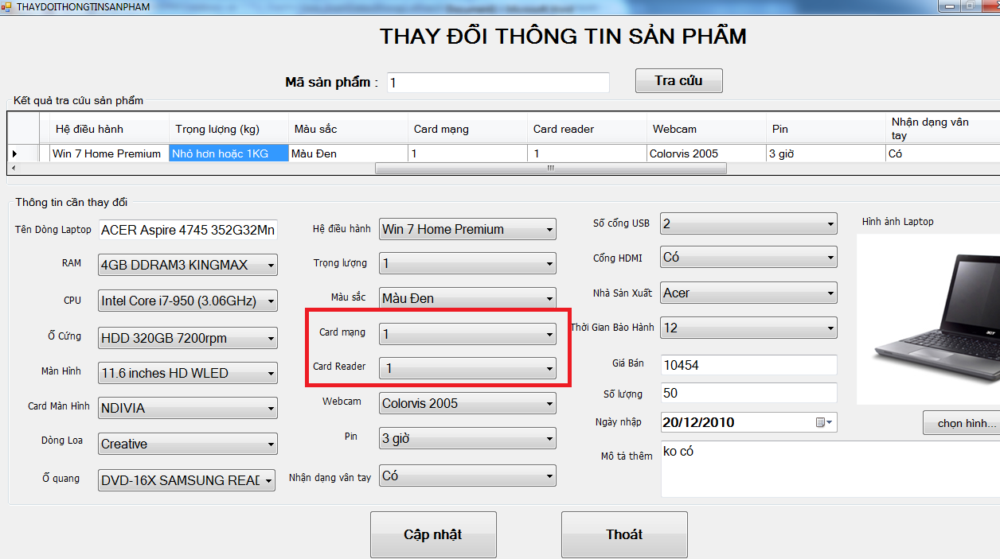 THAYDOITHONGTINSANPHAM
THAY ĐỔI THÔNG TIN SẢN PHẨM
Mã sản phẩm : 1 Tra cứu
Kết quả tra cứu sản phẩm
Hệ điều hành Trọng lượng (kg) Màu sắc Card mạng Card reader Webcam Pin Nhận dạng vân tay
Win 7 Home Premium Nhỏ hơn hoặc 1KG Màu Đen 1 1 Colorvis 2005 3 giờ Có
Thông tin cần thay đổi
Tên Dòng Laptop ACER Aspire 4745 352G32Mn
RAM 4GB DDRAM3 KINGMAX
CPU Intel Core i7-950 (3.06GHz)
Ổ Cứng HDD 320GB 7200rpm
Màn Hình 11.6 inches HD WLED
Card Màn Hình NDIVIA
Dòng Loa Creative
Ổ quang DVD-16X SAMSUNG READ
Hệ điều hành Win 7 Home Premium
Trọng lượng 1
Màu sắc Màu Đen
Card mạng 1
Card Reader 1
Webcam Colorvis 2005
Pin 3 giờ
Nhận dạng vân tay Có
Số cổng USB 2
Cổng HDMI Có
Nhà Sản Xuất Acer
Thời Gian Bảo Hành 12
Giá Bán 10454
Số lượng 50
Ngày nhập 20/12/2010
Mô tả thêm ko có
Hình ảnh Laptop
acer
chọn hình...
Cập nhật Thoát